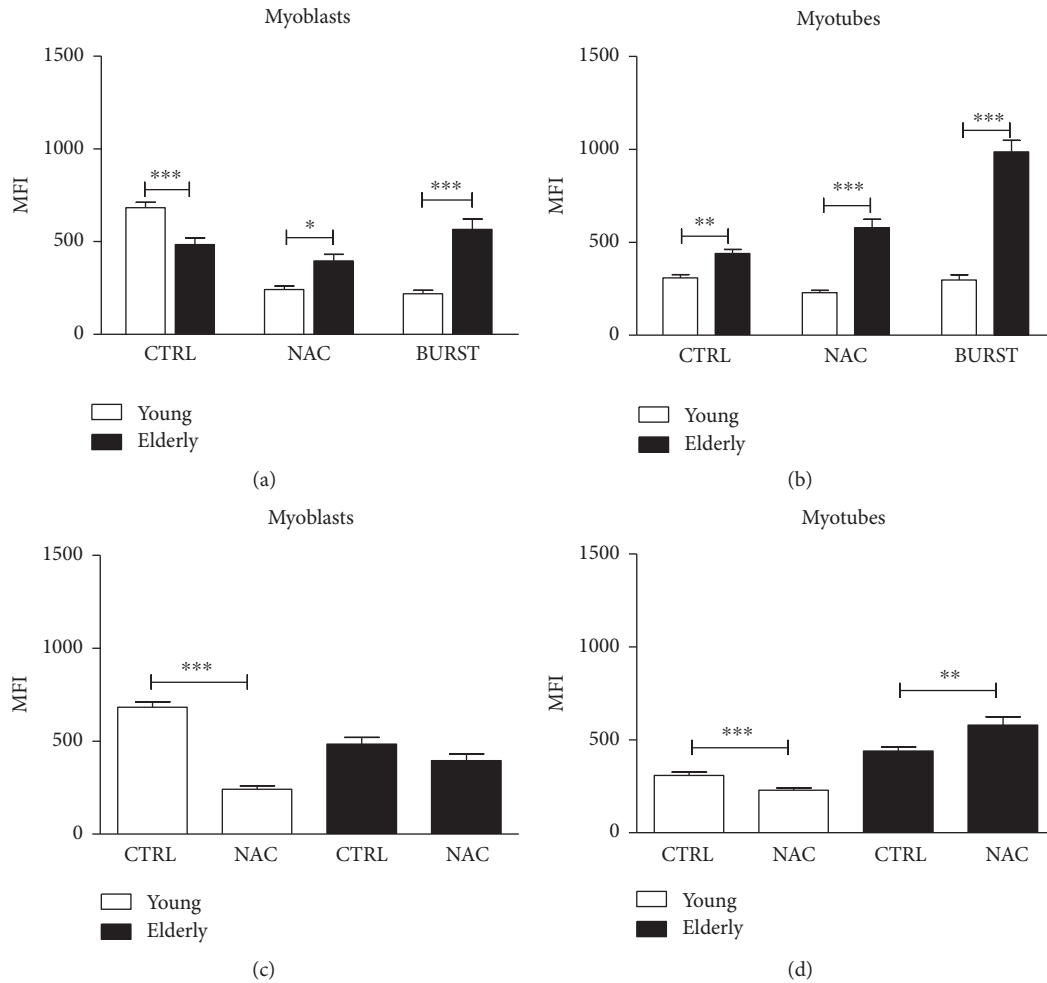 Myoblasts
1500
1000
500
0
MFI
***
*
***
CTRL NAC BURST
Young
Elderly
(a)
Myotubes
1500
1000
500
0
MFI
**
***
***
CTRL NAC BURST
Young
Elderly
(b)
Myoblasts
1500
1000
500
0
MFI
***
CTRL NAC CTRL NAC
Young
Elderly
(c)
Myotubes
1500
1000
500
0
MFI
***
**
CTRL NAC CTRL NAC
Young
Elderly
(d)